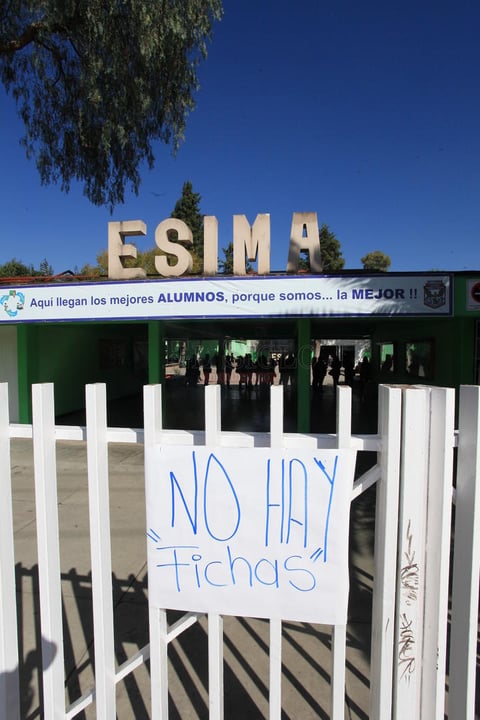 ESIMA
Aquí llegan los mejores ALUMNOS, porque somos... la MEJOR !!
"NO HAY
Fichas"